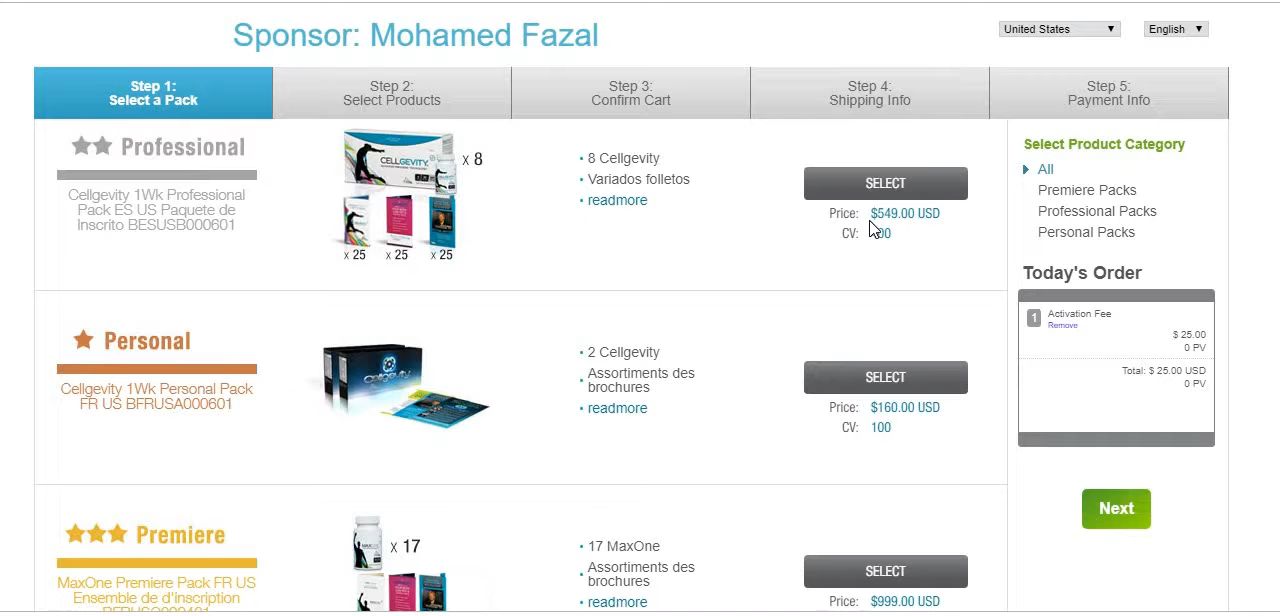 Sponsor: Mohamed Fazal
United States
English
Step 1:
Select a Pack
Step 2:
Select Products
Step 3:
Confirm Cart
Step 4:
Shipping Info
Step 5:
Payment Info
Professional
Cellgevity 1Wk Professional
Pack ES US Paquete de
Inscrito BESUSB000601
CELLGEVITY
x 8
x 25
x 25
x 25
• 8 Cellgevity
• Variados folletos
• readmore
SELECT
Price: $549.00 USD
CV:
Personal
Cellgevity 1Wk Personal Pack
FR US BFRUSA000601
cellgevity
• 2 Cellgevity
• Assortiments des
brochures
• readmore
SELECT
Price: $160.00 USD
CV: 100
Premiere
MaxOne Premiere Pack FR US
Ensemble de d'inscription
MAXONE
x 17
• 17 MaxOne
• Assortiments des
brochures
• readmore
SELECT
Price: $999.00 USD
Select Product Category
All
Premiere Packs
Professional Packs
Personal Packs
Today's Order
1 Activation Fee
Remove
$ 25.00
0 PV
Total: $ 25.00 USD
0 PV
Next